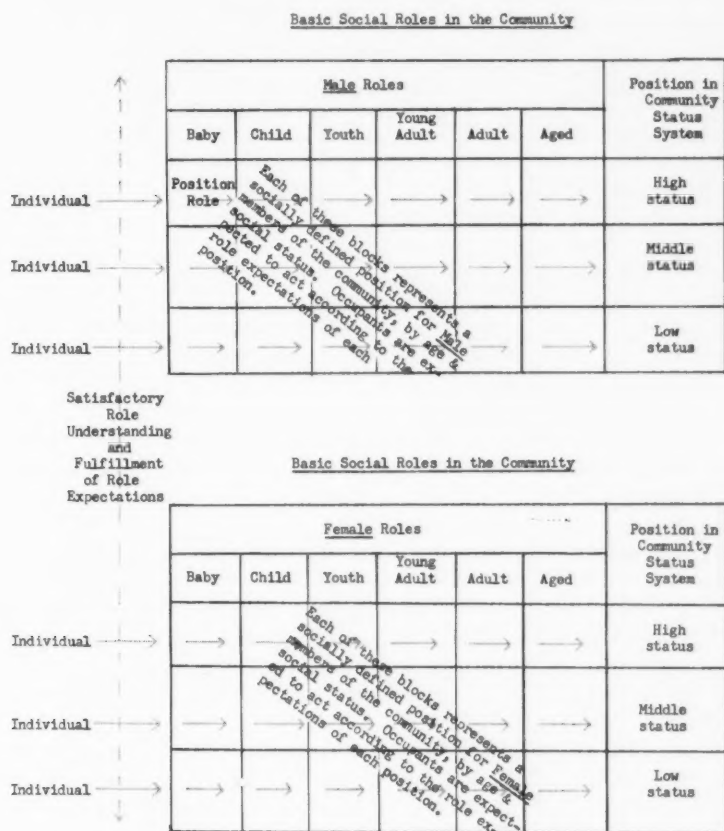 Basic Social Roles in the Community
Male Roles
Position in
Community
Status
System
Baby Child Youth Young Adult Adult Aged
Individual
Position
Role
High
status
Individual
Middle
status
Individual
Low
status
Each of these blocks represents a
socially defined position for Male
members of the community, by age &
social status. Occupants are ex-
pected to act according to the
role expectations of each
position.
Satisfactory
Role
Understanding
and
Fulfillment
of Role
Expectations
Basic Social Roles in the Community
Female Roles
Position in
Community
Status
System
Baby Child Youth Young Adult Adult Aged
Individual
High
status
Individual
Middle
status
Individual
Low
status
Each of these blocks represents a
socially defined position for Female
members of the community, by age &
social status. Occupants are expect-
ed to act according to the role ex-
pectations of each position.